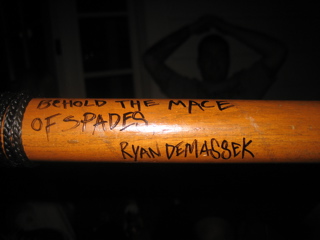 BEHOLD THE MACE
OF SPADES
RYAN DEMASSEK